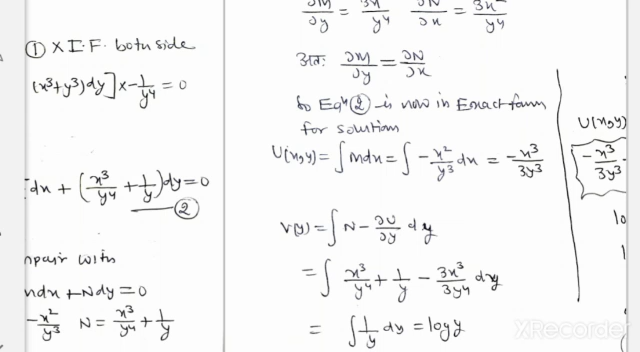 ① X I.F. both side
(x³+y³)dy] × -1/y⁴ = 0
dx + (x³/y⁴ + 1/y)dy = 0
②
mpair with
mdx + Ndy = 0
-x²/y³ N = x³/y⁴ + 1/y
∂M/∂y = 3x²/y⁴ ∂N/∂x = 3x²/y⁴
अतः ∂M/∂y = ∂N/∂x
So Eqⁿ ② is now in Exact form
for solution
U(x,y) = ∫ mdx = ∫ -x²/y³ dx = -x³/3y³
V(y) = ∫ N - ∂U/∂y dy
= ∫ x³/y⁴ + 1/y - 3x³/3y⁴ dy
= ∫ 1/y dy = log y
U(x,y)
-x³/3y³ -
lo
XRecorder